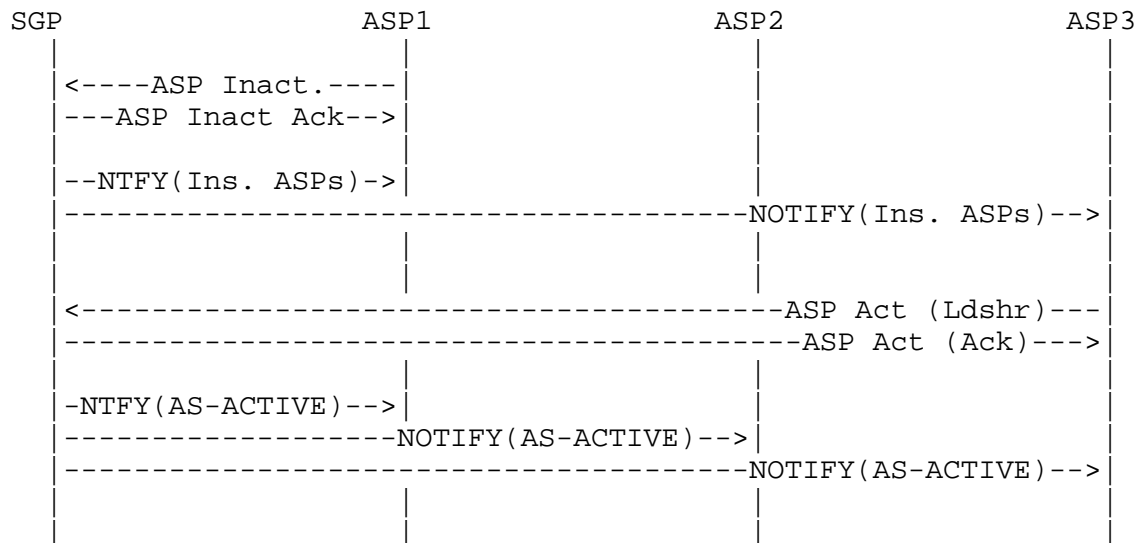 SGP ASP1 ASP2 ASP3
<----ASP Inact.----
---ASP Inact Ack-->
--NTFY(Ins. ASPs)->
---------------------------------------NOTIFY(Ins. ASPs)-->
<-----------------------------------------ASP Act (Ldshr)---
------------------------------------------ASP Act (Ack)--->
-NTFY(AS-ACTIVE)-->
-------------------NOTIFY(AS-ACTIVE)-->
---------------------------------------NOTIFY(AS-ACTIVE)-->